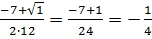 (-7+√1)/(2·12) = (-7+1)/24 = -1/4